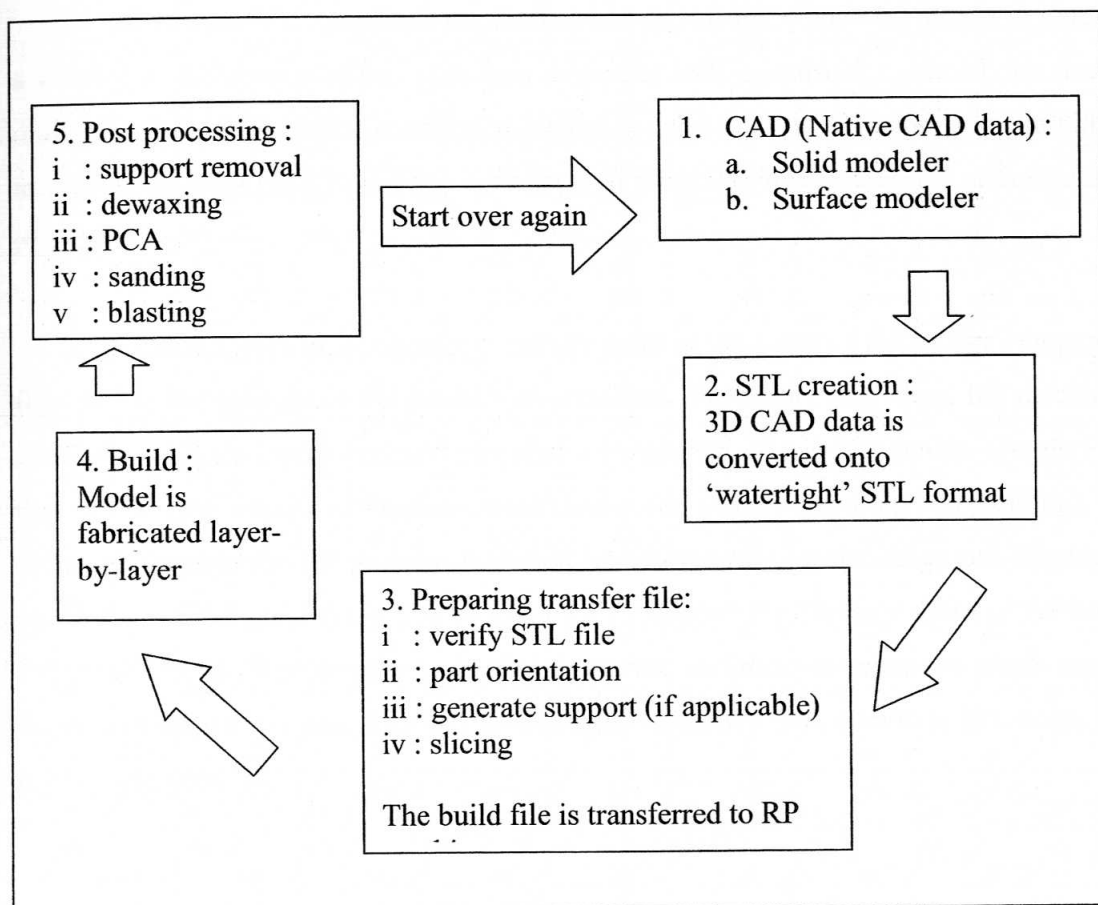 5. Post processing :
i : support removal
ii : dewaxing
iii : PCA
iv : sanding
v : blasting
Start over again
1. CAD (Native CAD data) :
a. Solid modeler
b. Surface modeler
2. STL creation :
3D CAD data is
converted onto
‘watertight’ STL format
3. Preparing transfer file:
i : verify STL file
ii : part orientation
iii : generate support (if applicable)
iv : slicing
The build file is transferred to RP
4. Build :
Model is
fabricated layer-
by-layer